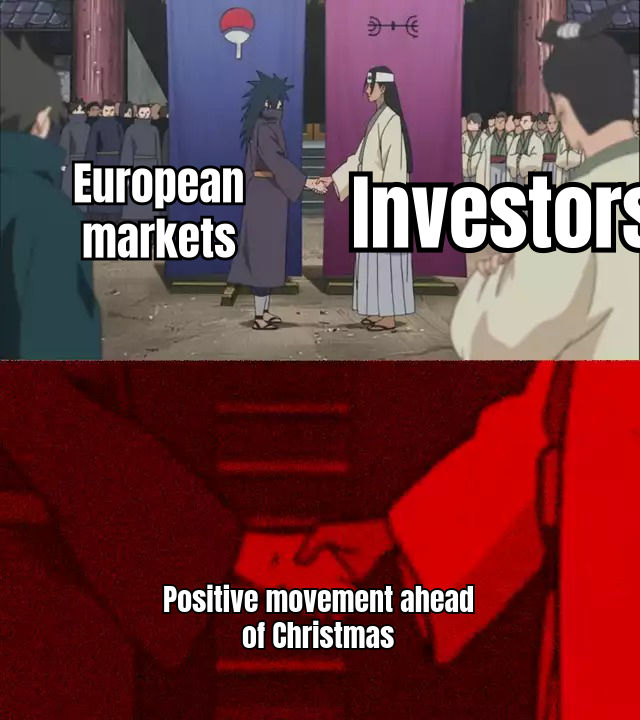 European
markets
Investors
Positive movement ahead
of Christmas